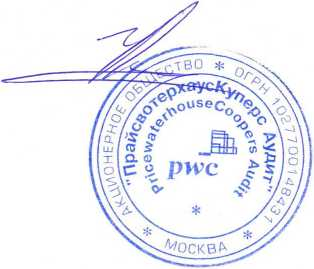 АКЦИОНЕРНОЕ ОБЩЕСТВО * ОГРН 1027700148431 *
МОСКВА *
"ПрайсвотерхаусКуперс Аудит"
PricewaterhouseCoopers Audit
pwc
*